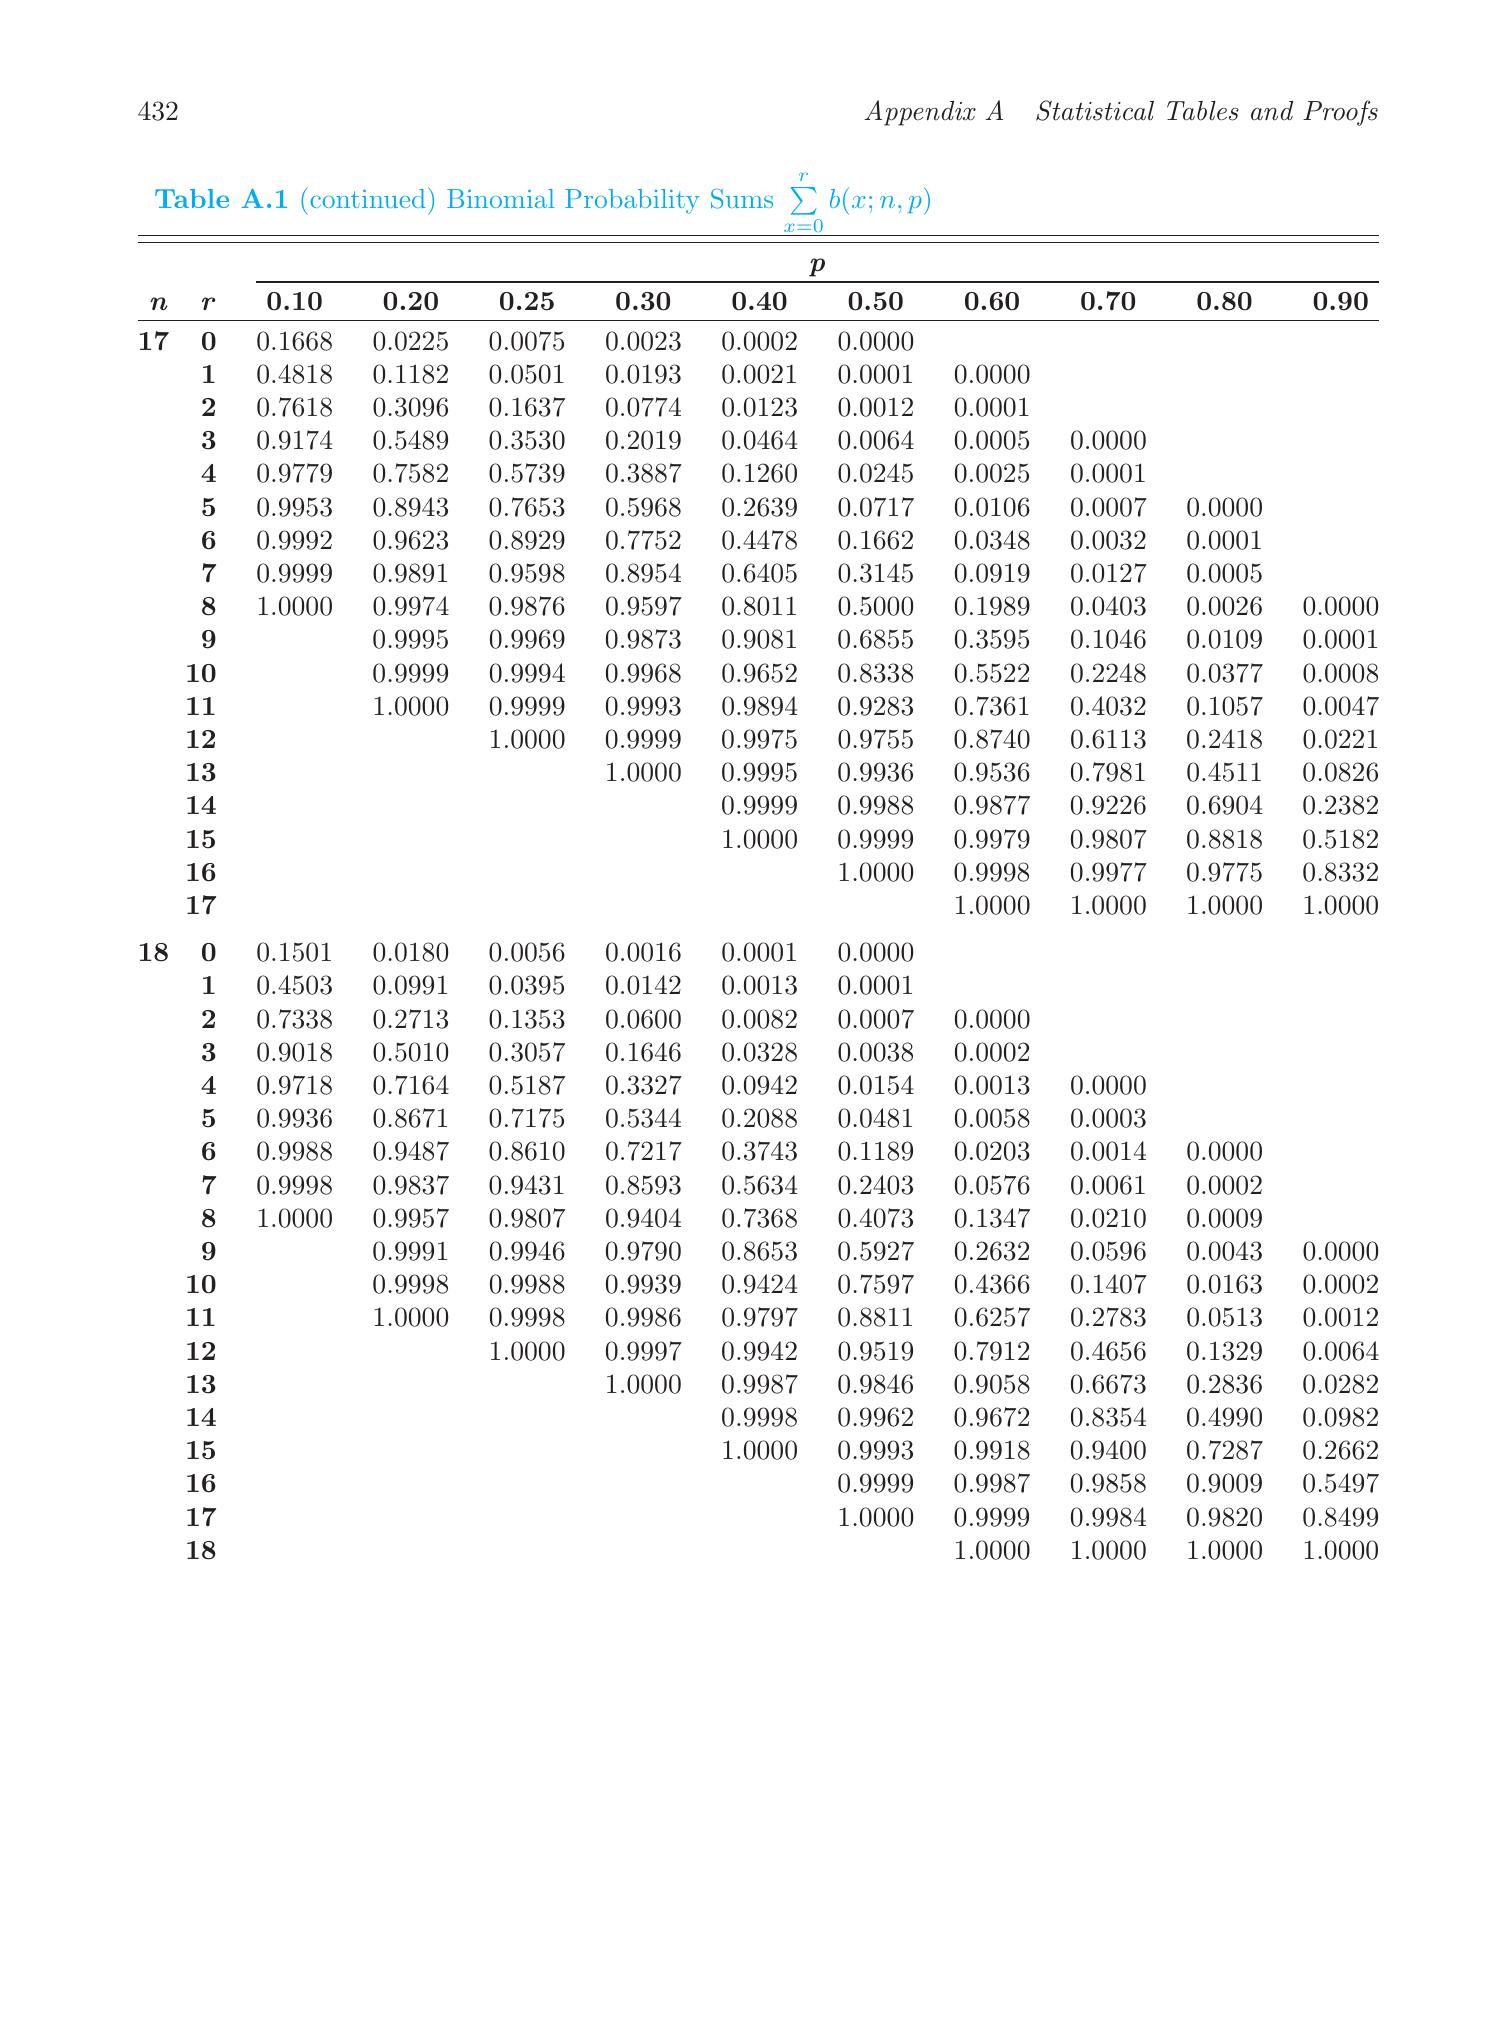 432 Appendix A Statistical Tables and Proofs
Table A.1 (continued) Binomial Probability Sums r∑x=0 b(x; n, p)
p
n r 0.10 0.20 0.25 0.30 0.40 0.50 0.60 0.70 0.80 0.90
17 0 0.1668 0.0225 0.0075 0.0023 0.0002 0.0000
1 0.4818 0.1182 0.0501 0.0193 0.0021 0.0001 0.0000
2 0.7618 0.3096 0.1637 0.0774 0.0123 0.0012 0.0001
3 0.9174 0.5489 0.3530 0.2019 0.0464 0.0064 0.0005 0.0000
4 0.9779 0.7582 0.5739 0.3887 0.1260 0.0245 0.0025 0.0001
5 0.9953 0.8943 0.7653 0.5968 0.2639 0.0717 0.0106 0.0007 0.0000
6 0.9992 0.9623 0.8929 0.7752 0.4478 0.1662 0.0348 0.0032 0.0001
7 0.9999 0.9891 0.9598 0.8954 0.6405 0.3145 0.0919 0.0127 0.0005
8 1.0000 0.9974 0.9876 0.9597 0.8011 0.5000 0.1989 0.0403 0.0026 0.0000
9 0.9995 0.9969 0.9873 0.9081 0.6855 0.3595 0.1046 0.0109 0.0001
10 0.9999 0.9994 0.9968 0.9652 0.8338 0.5522 0.2248 0.0377 0.0008
11 1.0000 0.9999 0.9993 0.9894 0.9283 0.7361 0.4032 0.1057 0.0047
12 1.0000 0.9999 0.9975 0.9755 0.8740 0.6113 0.2418 0.0221
13 1.0000 0.9995 0.9936 0.9536 0.7981 0.4511 0.0826
14 0.9999 0.9988 0.9877 0.9226 0.6904 0.2382
15 1.0000 0.9999 0.9979 0.9807 0.8818 0.5182
16 1.0000 0.9998 0.9977 0.9775 0.8332
17 1.0000 1.0000 1.0000 1.0000
18 0 0.1501 0.0180 0.0056 0.0016 0.0001 0.0000
1 0.4503 0.0991 0.0395 0.0142 0.0013 0.0001
2 0.7338 0.2713 0.1353 0.0600 0.0082 0.0007 0.0000
3 0.9018 0.5010 0.3057 0.1646 0.0328 0.0038 0.0002
4 0.9718 0.7164 0.5187 0.3327 0.0942 0.0154 0.0013 0.0000
5 0.9936 0.8671 0.7175 0.5344 0.2088 0.0481 0.0058 0.0003
6 0.9988 0.9487 0.8610 0.7217 0.3743 0.1189 0.0203 0.0014 0.0000
7 0.9998 0.9837 0.9431 0.8593 0.5634 0.2403 0.0576 0.0061 0.0002
8 1.0000 0.9957 0.9807 0.9404 0.7368 0.4073 0.1347 0.0210 0.0009
9 0.9991 0.9946 0.9790 0.8653 0.5927 0.2632 0.0596 0.0043 0.0000
10 0.9998 0.9988 0.9939 0.9424 0.7597 0.4366 0.1407 0.0163 0.0002
11 1.0000 0.9998 0.9986 0.9797 0.8811 0.6257 0.2783 0.0513 0.0012
12 1.0000 0.9997 0.9942 0.9519 0.7912 0.4656 0.1329 0.0064
13 1.0000 0.9987 0.9846 0.9058 0.6673 0.2836 0.0282
14 0.9998 0.9962 0.9672 0.8354 0.4990 0.0982
15 1.0000 0.9993 0.9918 0.9400 0.7287 0.2662
16 0.9999 0.9987 0.9858 0.9009 0.5497
17 1.0000 0.9999 0.9984 0.9820 0.8499
18 1.0000 1.0000 1.0000 1.0000